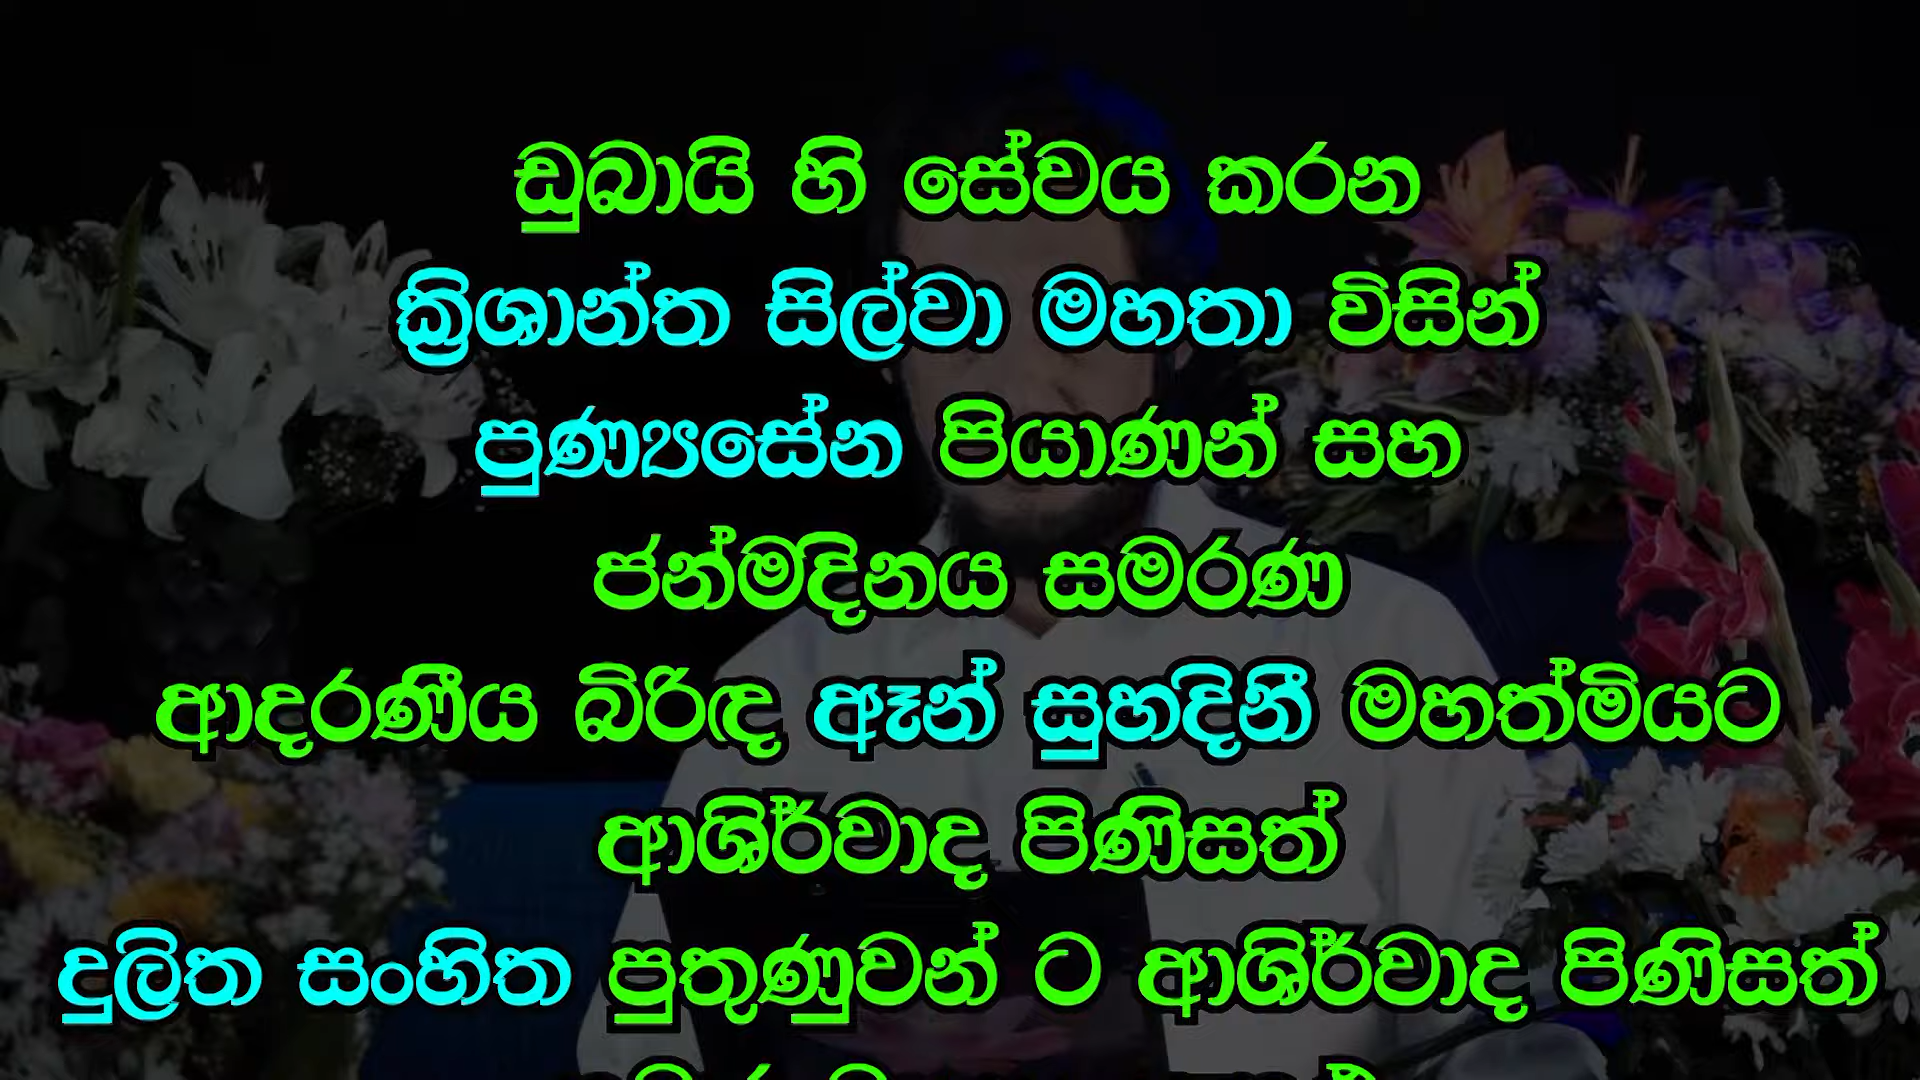 ඩුබායි හි සේවය කරන
ක්‍රිශාන්ත සිල්වා මහතා විසින්
පුණ්‍යසේන පියාණන් සහ
ජන්මදිනය සමරණ
ආදරණීය බිරිඳ ඈන් සුහදිනී මහත්මියට
ආශිර්වාද පිණිසත්
දුලිත සංහිත පුතුණුවන් ට ආශිර්වාද පිණිසත්